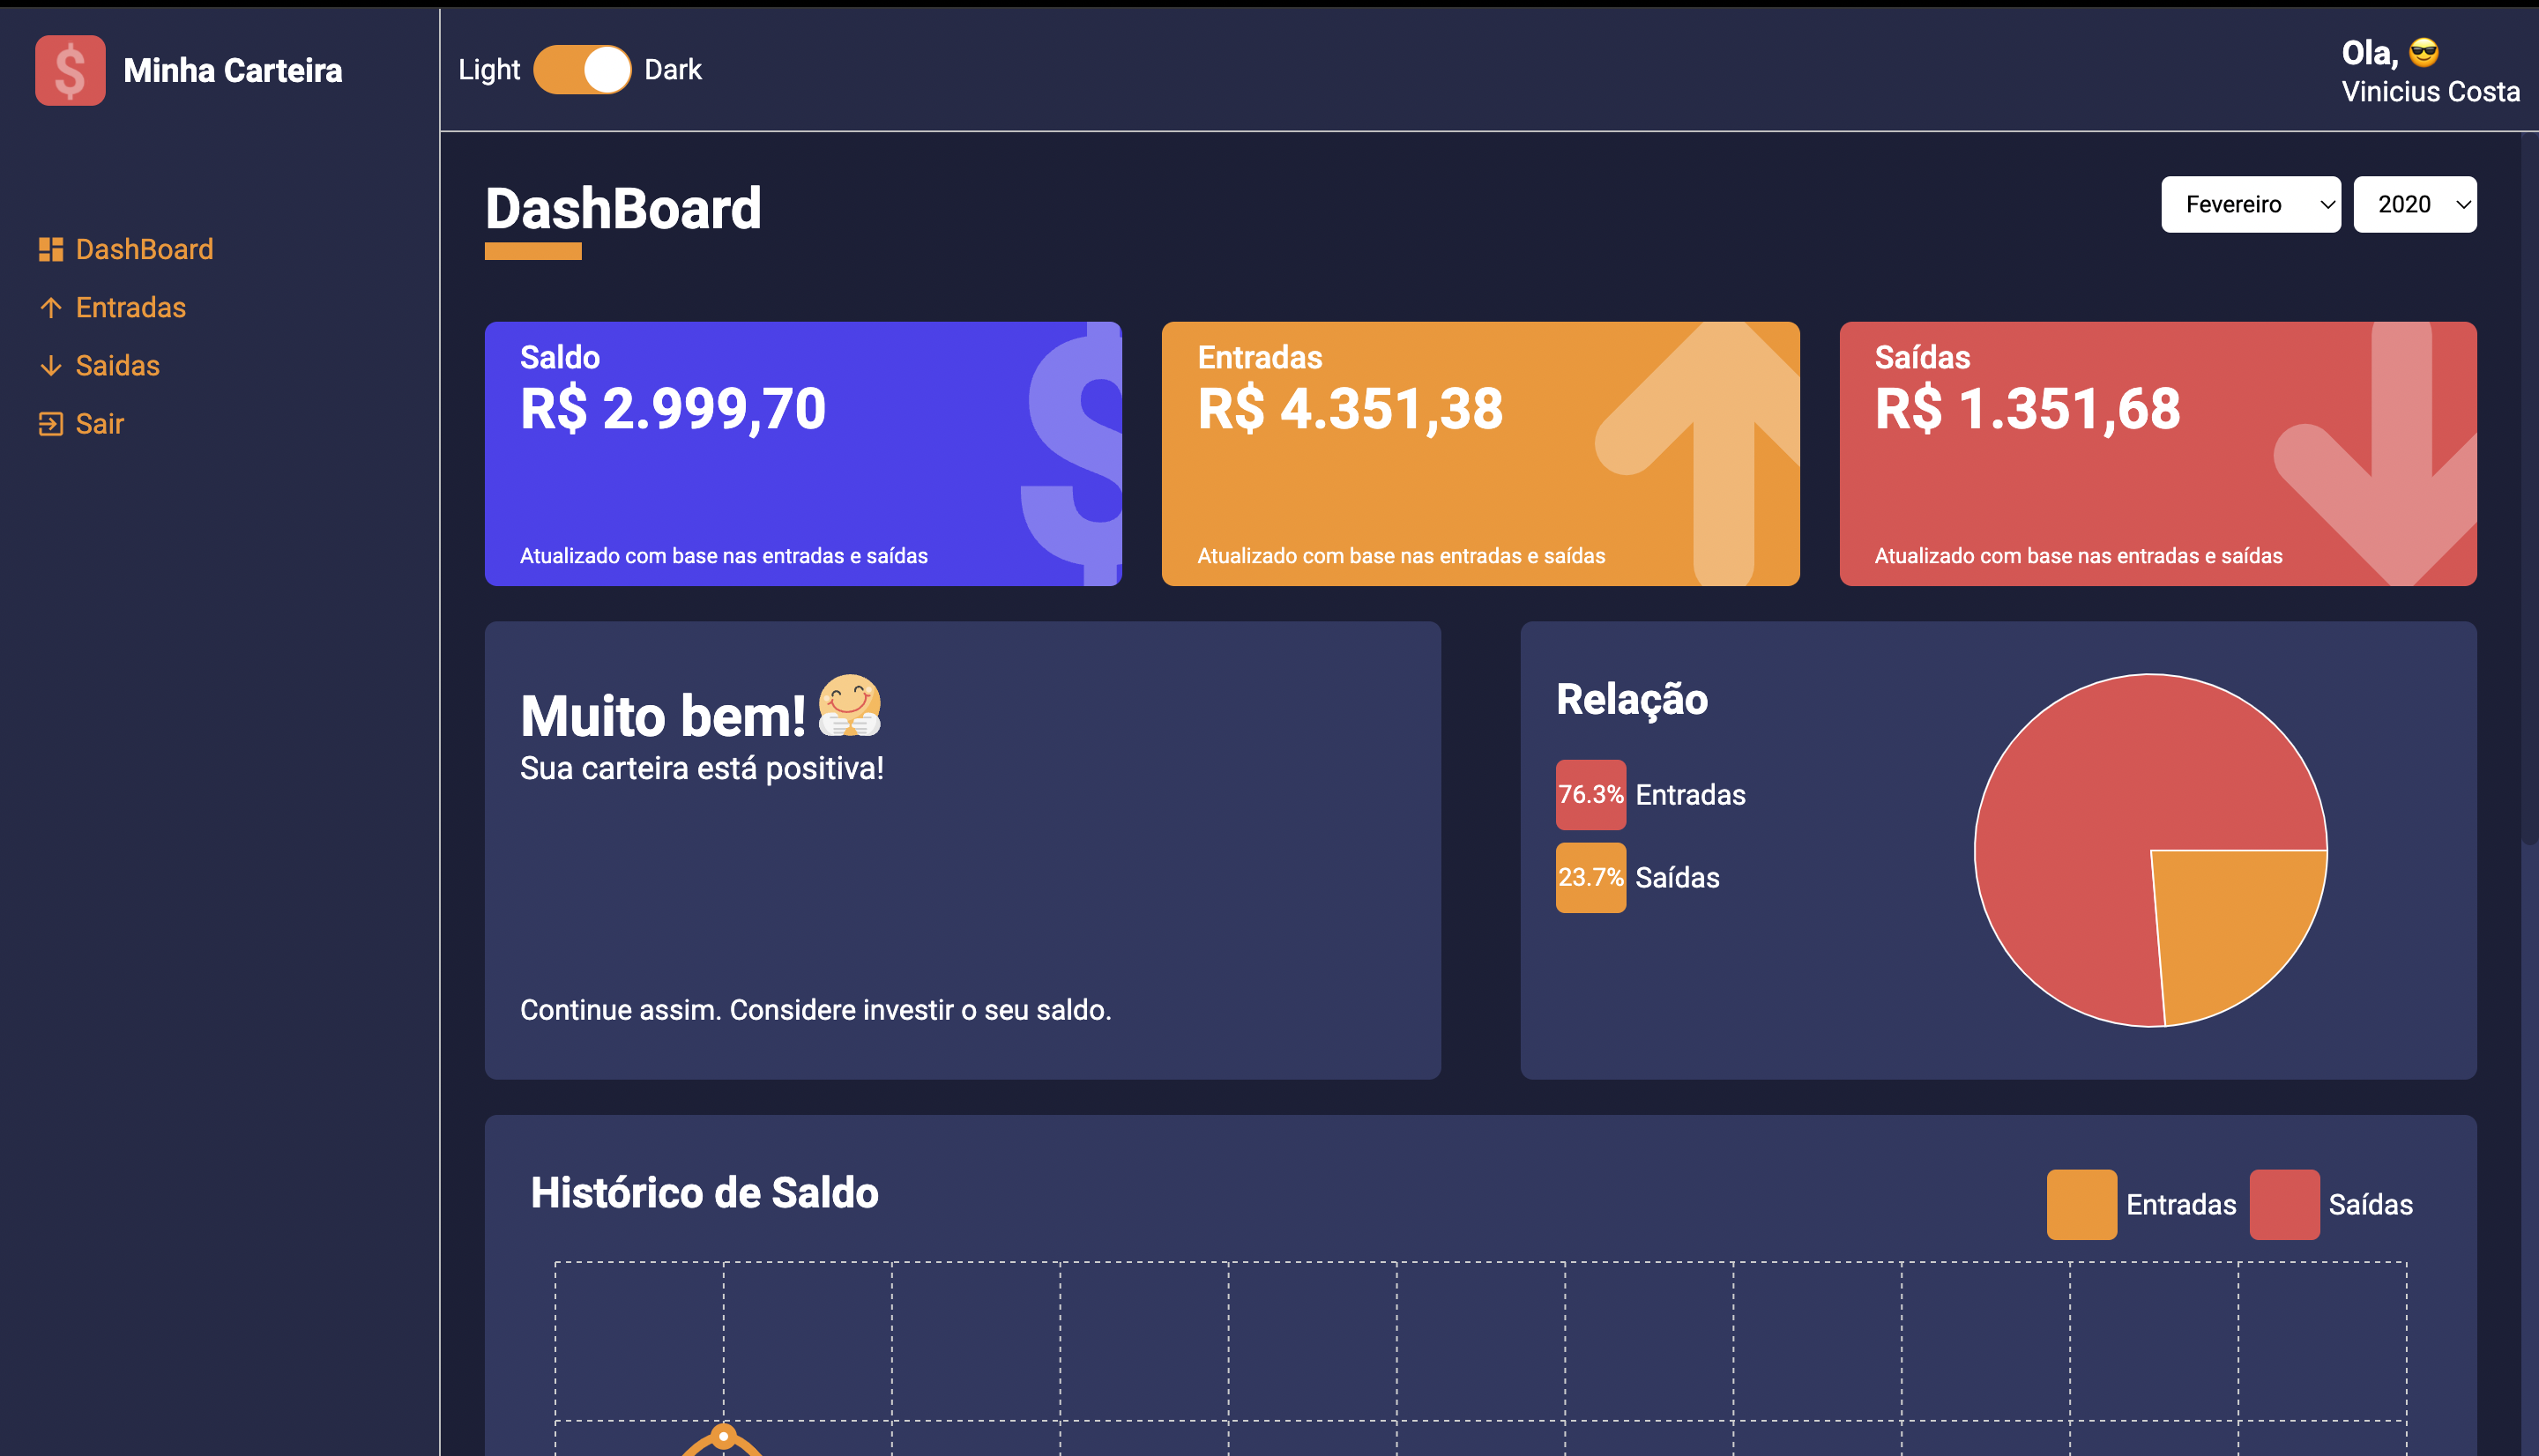 Minha Carteira
Light
Dark
Ola, 😎
Vinicius Costa
DashBoard
Entradas
Saidas
Sair
DashBoard
Fevereiro
2020
Saldo
R$ 2.999,70
Atualizado com base nas entradas e saídas
Entradas
R$ 4.351,38
Atualizado com base nas entradas e saídas
Saídas
R$ 1.351,68
Atualizado com base nas entradas e saídas
Muito bem!
Sua carteira está positiva!
Continue assim. Considere investir o seu saldo.
Relação
76.3% Entradas
23.7% Saídas
Histórico de Saldo
Entradas
Saídas